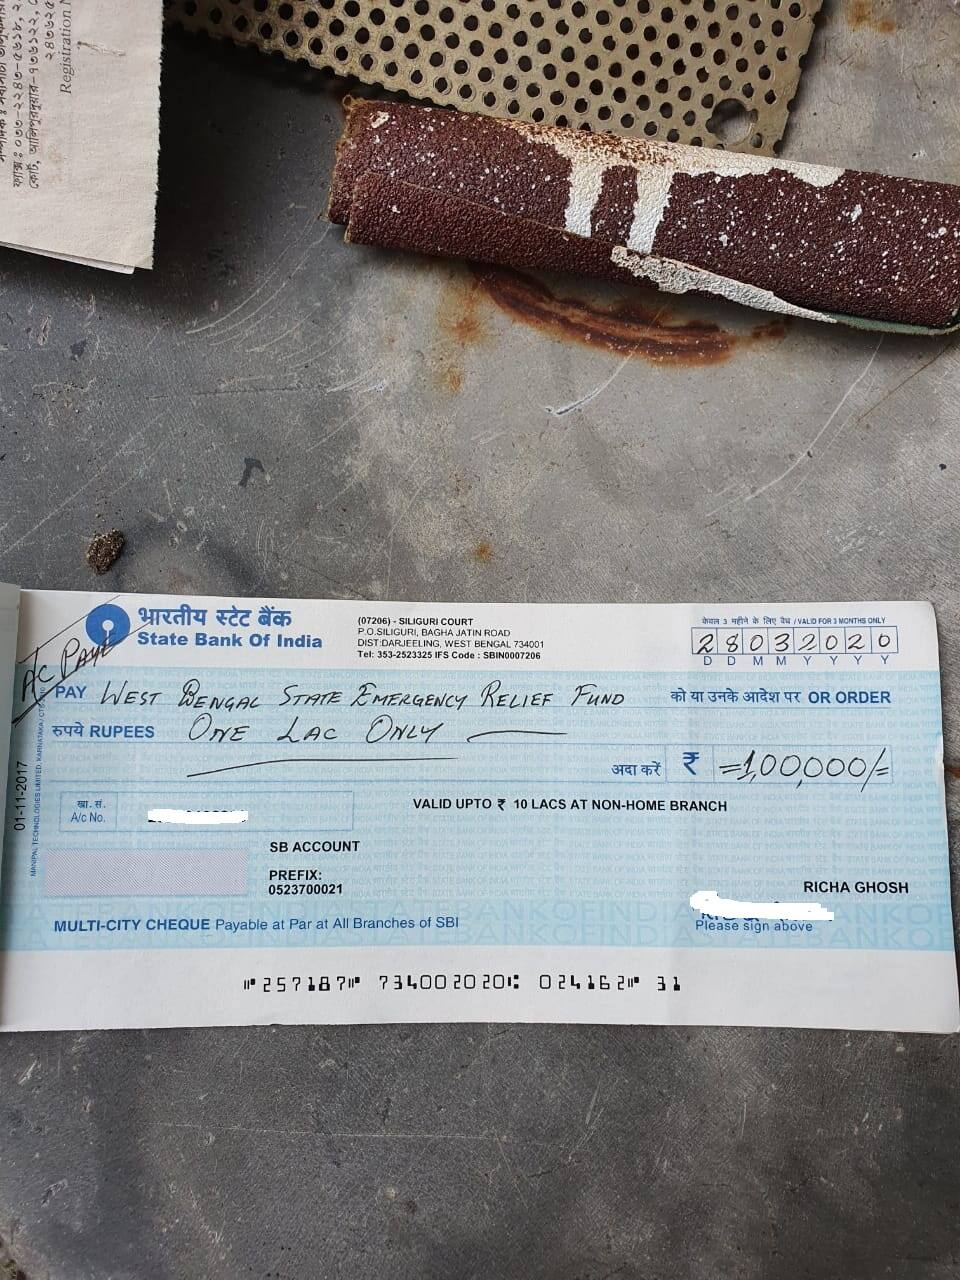 Registration
A/C Payee
भारतीय स्टेट बैंक
State Bank Of India
(07206) - SILIGURI COURT
P.O.SILIGURI, BAGHA JATIN ROAD
DIST:DARJEELING, WEST BENGAL 734001
Tel: 353-2523325 IFS Code : SBIN0007206
केवल 3 महीने के लिए वैध / VALID FOR 3 MONTHS ONLY
28032020
D D M M Y Y Y Y
PAY WEST BENGAL STATE EMERGENCY RELIEF FUND को या उनके आदेश पर OR ORDER
रुपये RUPEES ONE LAC ONLY
अदा करें ₹ =1,00,000/=
01-11-2017
खा. सं.
A/c No.
VALID UPTO ₹ 10 LACS AT NON-HOME BRANCH
SB ACCOUNT
PREFIX:
0523700021
RICHA GHOSH
MULTI-CITY CHEQUE Payable at Par at All Branches of SBI
Please sign above
⑈257187⑈ 734002020⑆ 024162⑈ 31